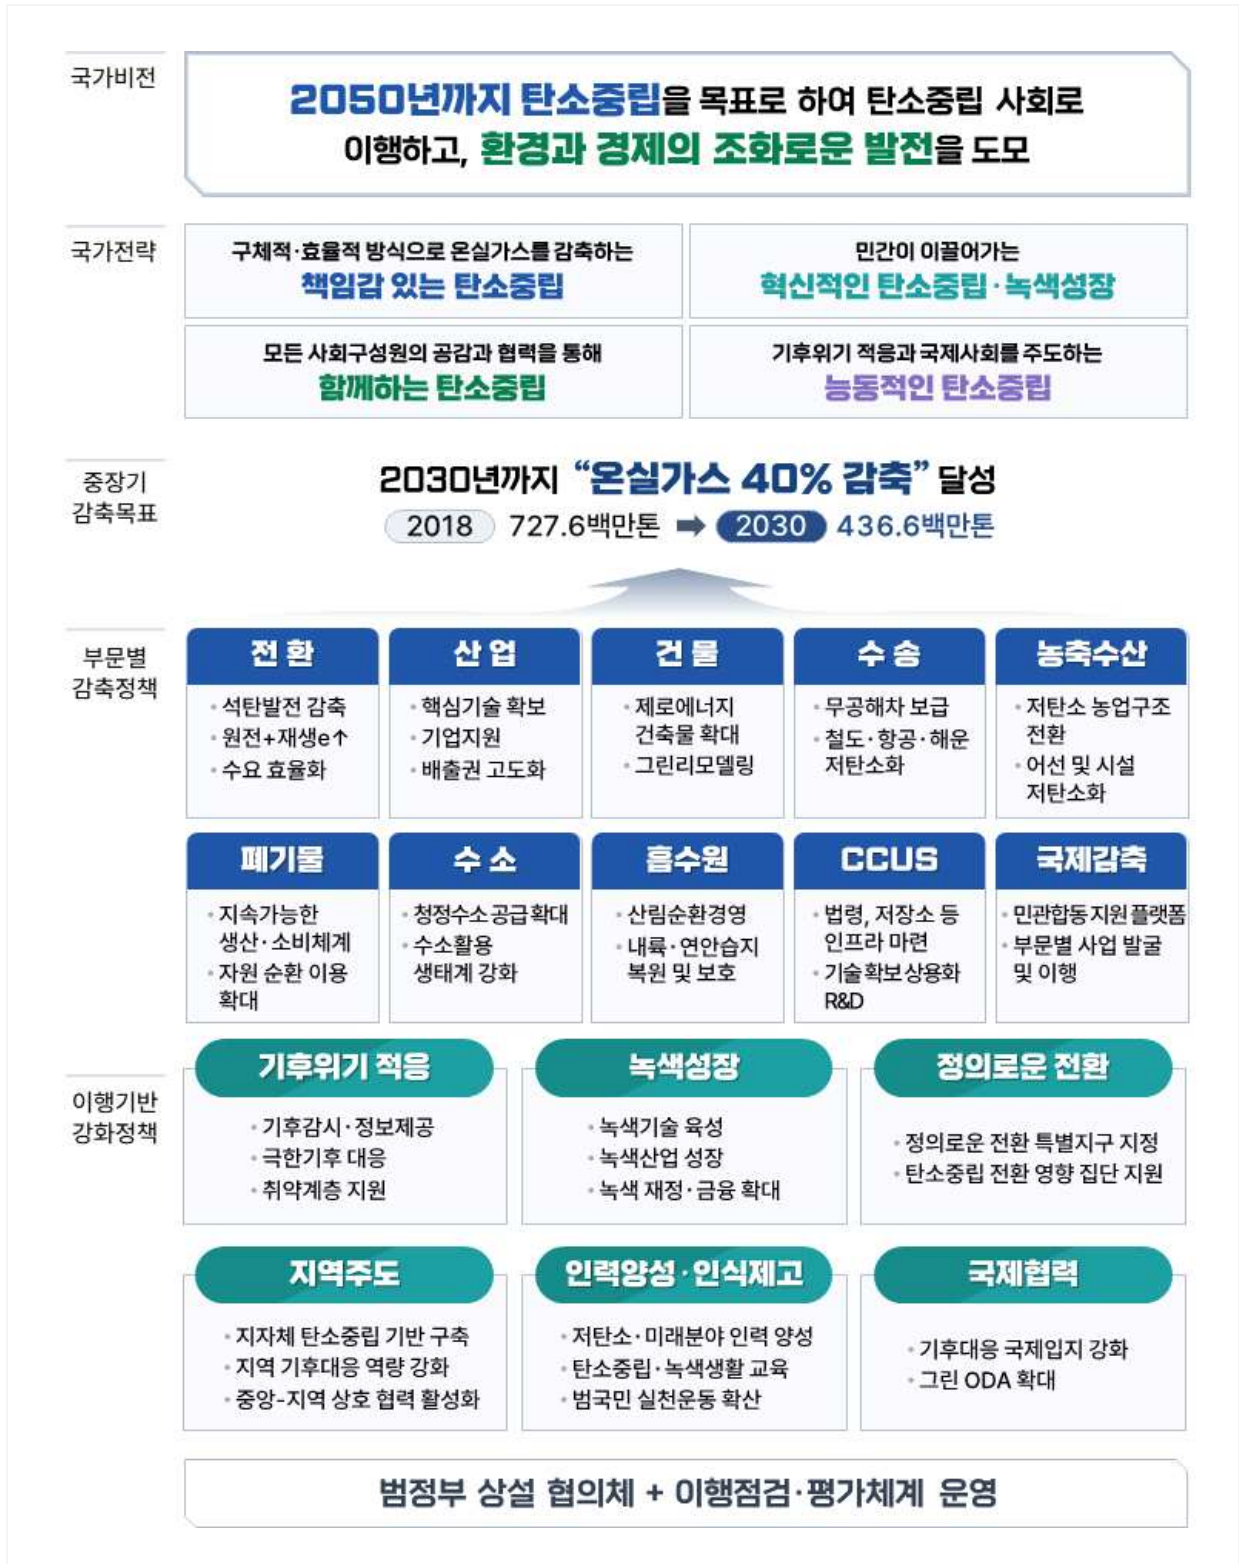 국가비전
2050년까지 탄소중립을 목표로 하여 탄소중립 사회로
이행하고, 환경과 경제의 조화로운 발전을 도모
국가전략
구체적·효율적 방식으로 온실가스를 감축하는
책임감 있는 탄소중립
민간이 이끌어가는
혁신적인 탄소중립·녹색성장
모든 사회구성원의 공감과 협력을 통해
함께하는 탄소중립
기후위기 적응과 국제사회를 주도하는
능동적인 탄소중립
중장기
감축목표
2030년까지 “온실가스 40% 감축” 달성
2018 727.6백만톤 ➡ 2030 436.6백만톤
부문별
감축정책
전 환
• 석탄발전 감축
• 원전+재생e↑
• 수요 효율화
산 업
• 핵심기술 확보
• 기업지원
• 배출권 고도화
건 물
• 제로에너지
건축물 확대
• 그린리모델링
수 송
• 무공해차 보급
• 철도·항공·해운
저탄소화
농축수산
• 저탄소 농업구조
전환
• 어선 및 시설
저탄소화
폐기물
• 지속가능한
생산·소비체계
• 자원 순환 이용
확대
수 소
• 청정수소 공급 확대
• 수소활용
생태계 강화
흡수원
• 산림순환경영
• 내륙·연안습지
복원 및 보호
CCUS
• 법령, 저장소 등
인프라 마련
• 기술 확보 상용화
R&D
국제감축
• 민관합동 지원 플랫폼
• 부문별 사업 발굴
및 이행
이행기반
강화정책
기후위기 적응
• 기후감시·정보제공
• 극한기후 대응
• 취약계층 지원
녹색성장
• 녹색기술 육성
• 녹색산업 성장
• 녹색 재정·금융 확대
정의로운 전환
• 정의로운 전환 특별지구 지정
• 탄소중립 전환 영향 집단 지원
지역주도
• 지자체 탄소중립 기반 구축
• 지역 기후대응 역량 강화
• 중앙-지역 상호 협력 활성화
인력양성·인식제고
• 저탄소·미래분야 인력 양성
• 탄소중립·녹색생활 교육
• 범국민 실천운동 확산
국제협력
• 기후대응 국제입지 강화
• 그린 ODA 확대
범정부 상설 협의체 + 이행점검·평가체계 운영